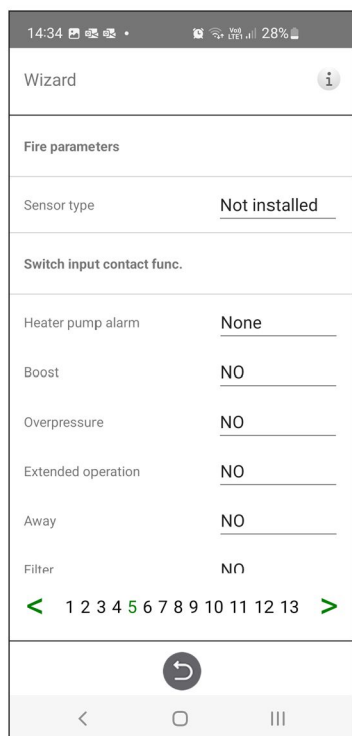 14:34 Vo) LTE1 28%
Wizard i
Fire parameters
Sensor type Not installed
Switch input contact func.
Heater pump alarm None
Boost NO
Overpressure NO
Extended operation NO
Away NO
Filter NO
< 1 2 3 4 5 6 7 8 9 10 11 12 13 >